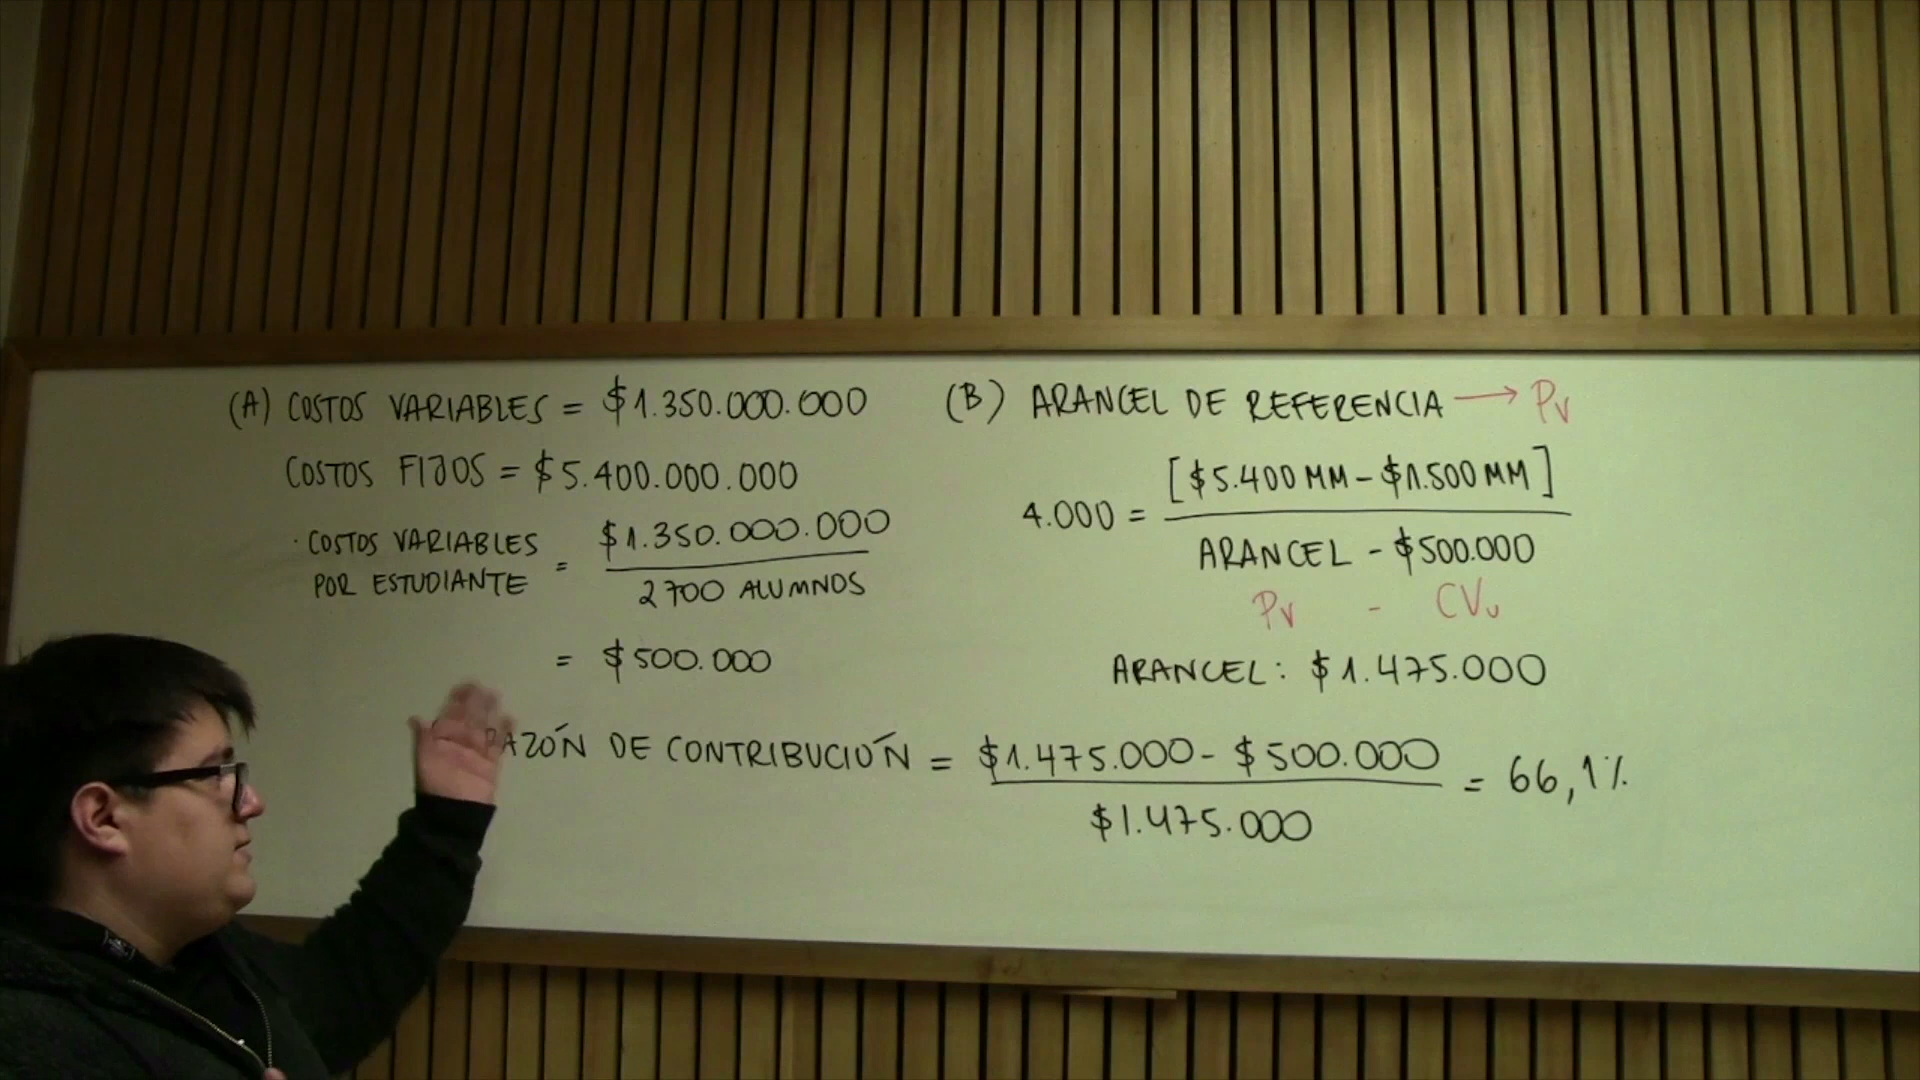 (A) COSTOS VARIABLES = $1.350.000.000
COSTOS FIJOS = $5.400.000.000
· COSTOS VARIABLES POR ESTUDIANTE = $1.350.000.000 / 2700 ALUMNOS
= $500.000
(B) ARANCEL DE REFERENCIA → Pv
4.000 = [$5.400 MM - $1.500 MM] / ARANCEL - $500.000
Pv - CVu
ARANCEL: $1.475.000
RAZÓN DE CONTRIBUCIÓN = $1.475.000 - $500.000 / $1.475.000 = 66,1%